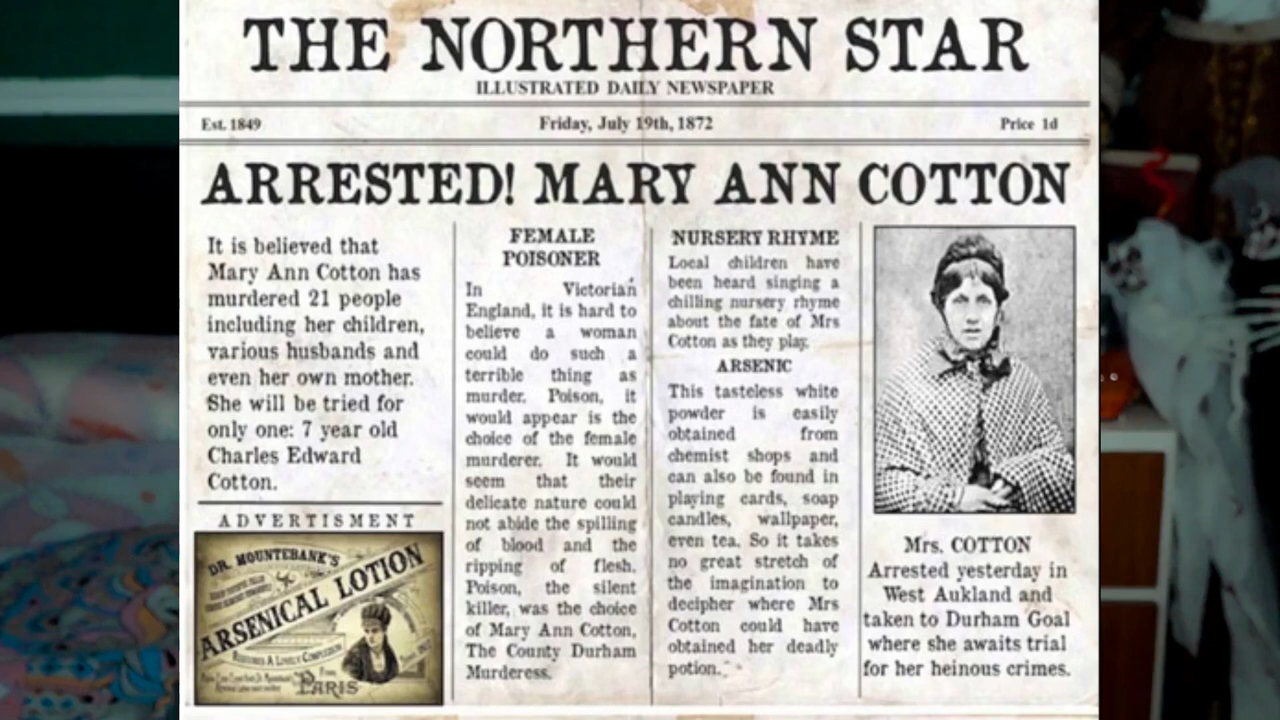 THE NORTHERN STAR
ILLUSTRATED DAILY NEWSPAPER
Est. 1849
Friday, July 19th, 1872
Price 1d
ARRESTED! MARY ANN COTTON
It is believed that
Mary Ann Cotton has
murdered 21 people
including her children,
various husbands and
even her own mother.
She will be tried for
only one: 7 year old
Charles Edward
Cotton.
ADVERTISMENT
DR. MOUNTEBANK'S
ARSENICAL LOTION
RESTORES A LOVELY COMPLEXION
From
PARIS
FEMALE
POISONER
In Victorian
England, it is hard to
believe a woman
could do such a
terrible thing as
murder. Poison, it
would appear is the
choice of the female
murderer. It would
seem that their
delicate nature could
not abide the spilling
of blood and the
ripping of flesh.
Poison, the silent
killer, was the choice
of Mary Ann Cotton,
The County Durham
Murderess.
NURSERY RHYME
Local children have
been heard singing a
chilling nursery rhyme
about the fate of Mrs
Cotton as they play.
ARSENIC
This tasteless white
powder is easily
obtained from
chemist shops and
can also be found in
playing cards, soap
candles, wallpaper,
even tea. So it takes
no great stretch of
the imagination to
decipher where Mrs
Cotton could have
obtained her deadly
potion.
Mrs. COTTON
Arrested yesterday in
West Aukland and
taken to Durham Goal
where she awaits trial
for her heinous crimes.